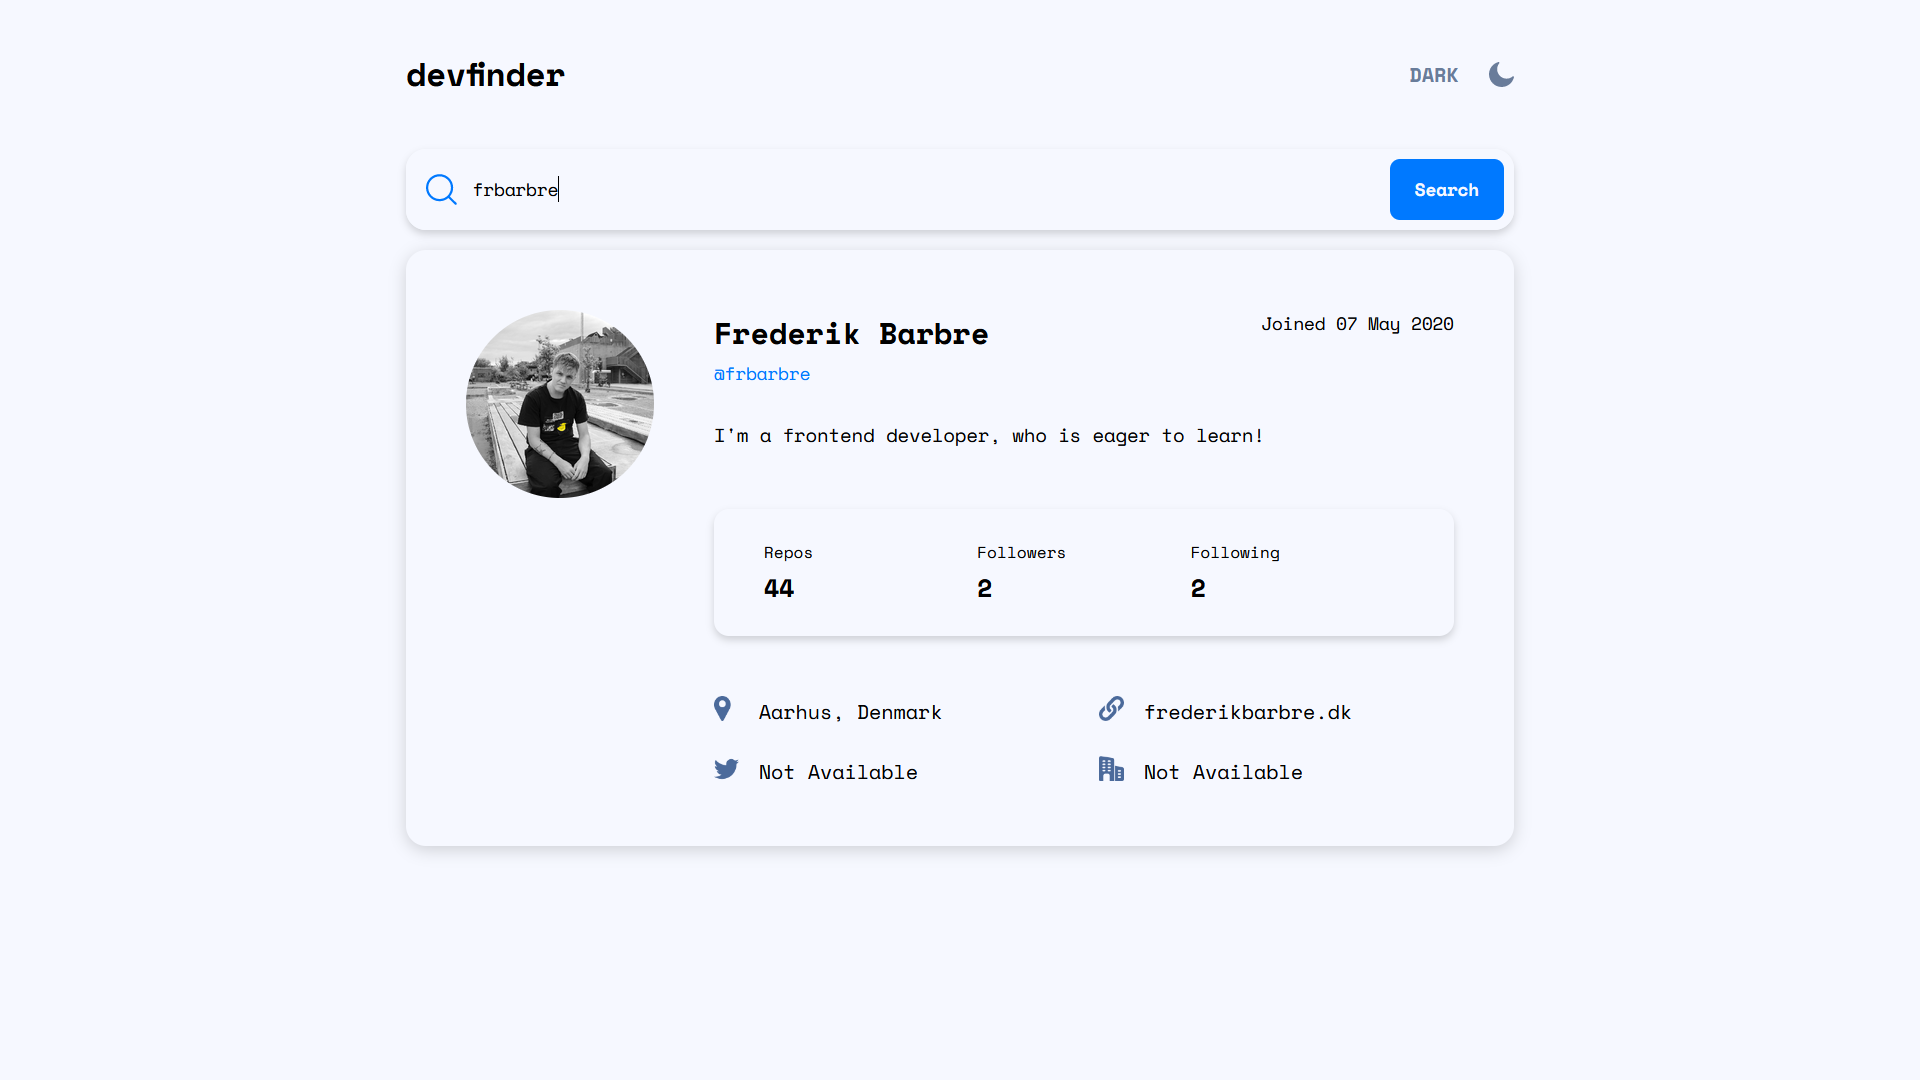 devfinder
DARK
frbarbre
Search
Frederik Barbre
Joined 07 May 2020
@frbarbre
I'm a frontend developer, who is eager to learn!
Repos
Followers
Following
44
2
2
Aarhus, Denmark
frederikbarbre.dk
Not Available
Not Available